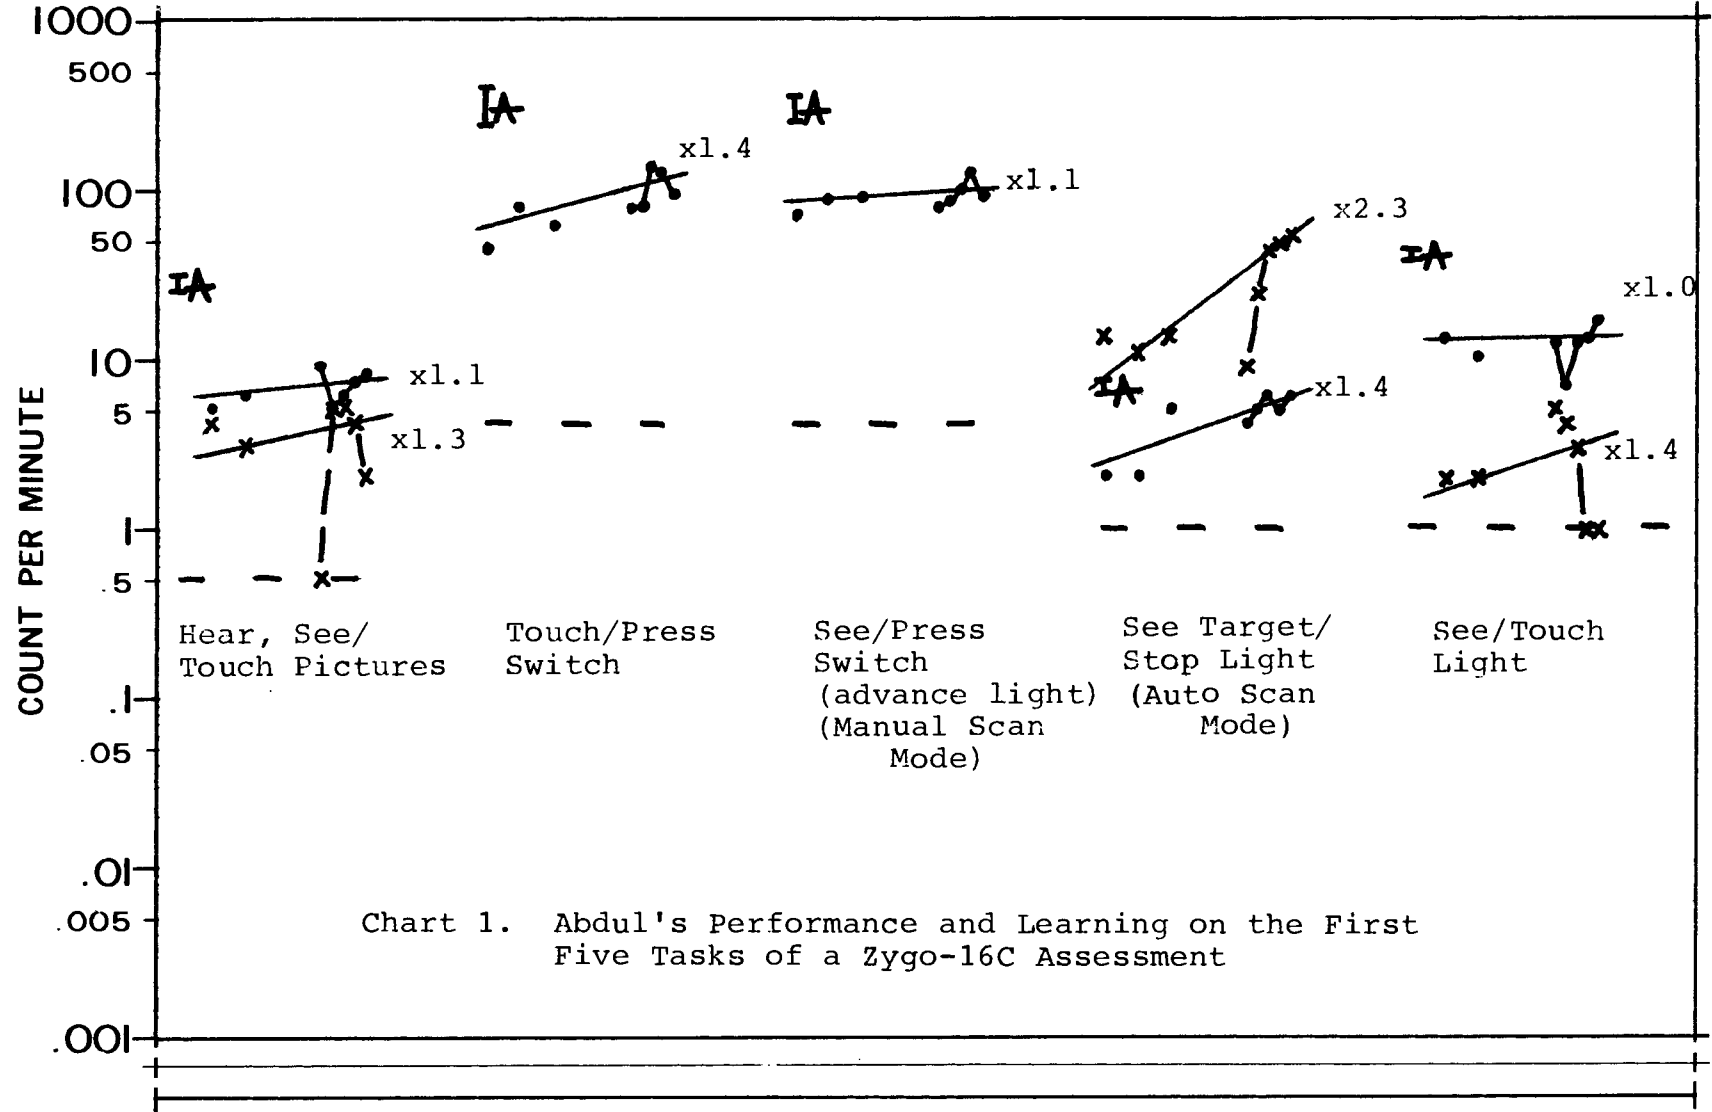 1000
500
100
50
10
5
1
.5
.1
.05
.01
.005
.001
COUNT PER MINUTE
IA
x1.1
x1.3
Hear, See/
Touch Pictures
IA
x1.4
Touch/Press
Switch
IA
x1.1
See/Press
Switch
(advance light)
(Manual Scan
Mode)
x2.3
IA
x1.4
See Target/
Stop Light
(Auto Scan
Mode)
IA
x1.0
x1.4
See/Touch
Light
Chart 1. Abdul's Performance and Learning on the First
Five Tasks of a Zygo-16C Assessment